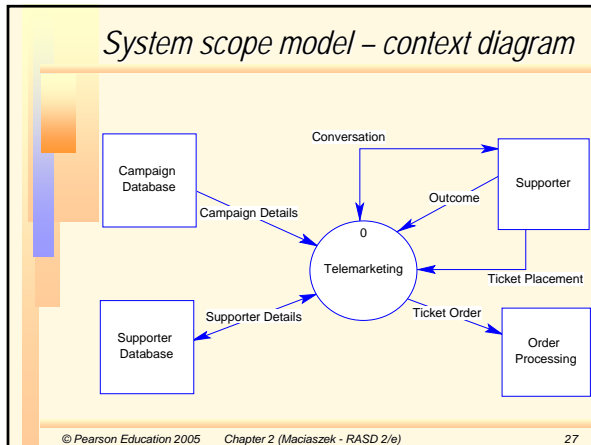 System scope model – context diagram
Conversation
Campaign
Database
Supporter
Outcome
Campaign Details
0
Telemarketing
Ticket Placement
Supporter Details
Ticket Order
Supporter
Database
Order
Processing
© Pearson Education 2005 Chapter 2 (Maciaszek - RASD 2/e) 27